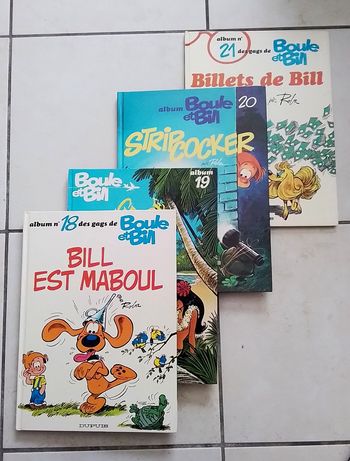 album n° 21 des gags de Boule et Bill
Billets de Bill
Roba
album Boule et Bill 20
STRIP COCKER
Roba
Boule et Bill
album 19
album n° 18 des gags de Boule et Bill
BILL
EST MABOUL
Roba
DUPUIS